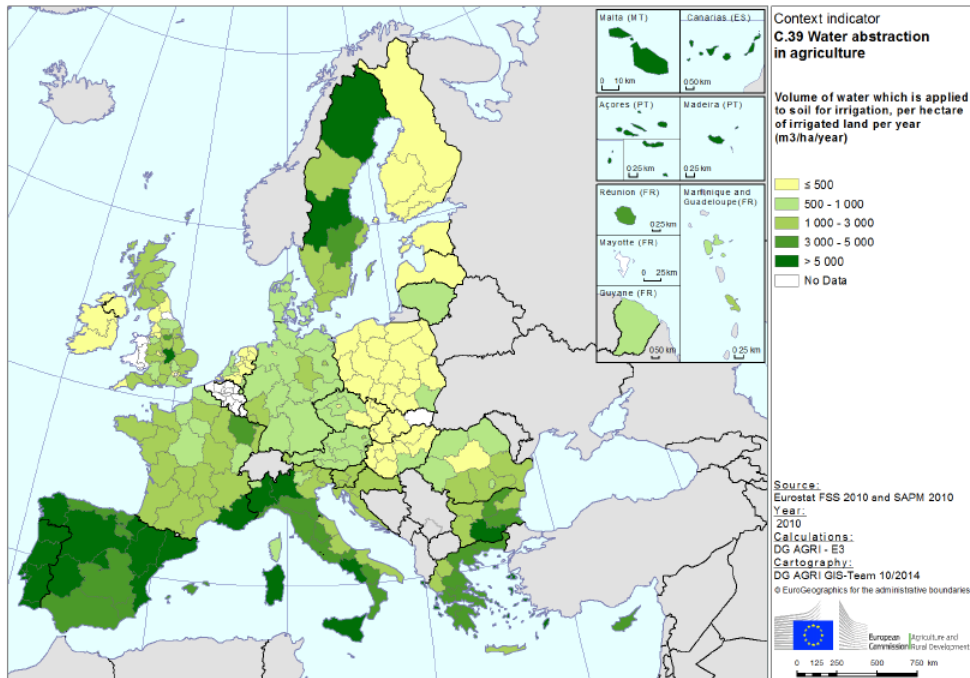 Malta (MT)
0 10 km
Canarias (ES)
0 50 km
Açores (PT)
0 25 km
Madeira (PT)
0 25 km
Réunion (FR)
0 25 km
Mayotte (FR)
0 25 km
Guyane (FR)
0 50 km
Martinique and
Guadeloupe(FR)
0 25 km
Context indicator
C.39 Water abstraction
in agriculture
Volume of water which is applied
to soil for irrigation, per hectare
of irrigated land per year
(m3/ha/year)
≤ 500
500 - 1 000
1 000 - 3 000
3 000 - 5 000
> 5 000
No Data
Source:
Eurostat FSS 2010 and SAPM 2010
Year:
2010
Calculations:
DG AGRI - E3
Cartography:
DG AGRI GIS-Team 10/2014
© EuroGeographics for the administrative boundaries
European
Commission
Agriculture and
Rural Development
0 125 250 500 750 km